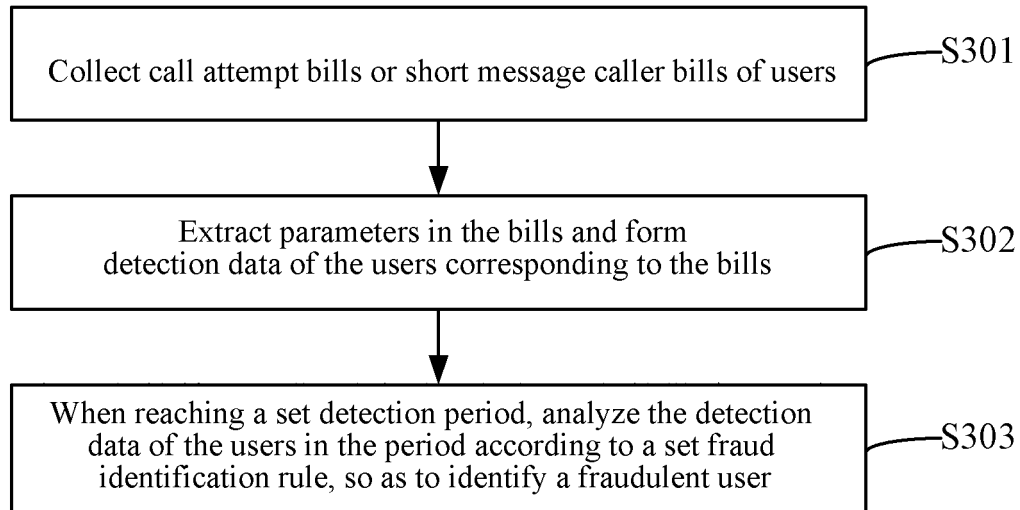 Collect call attempt bills or short message caller bills of users
S301
Extract parameters in the bills and form
detection data of the users corresponding to the bills
S302
When reaching a set detection period, analyze the detection
data of the users in the period according to a set fraud
identification rule, so as to identify a fraudulent user
S303